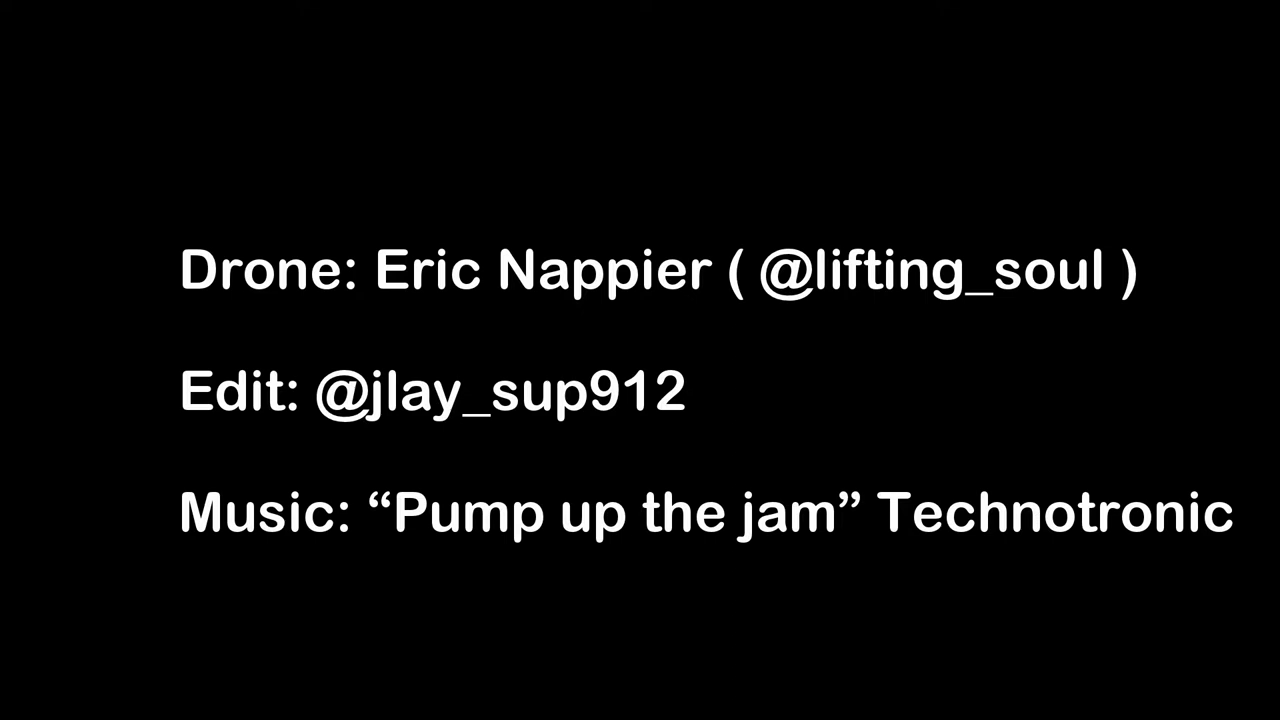 Drone: Eric Nappier ( @lifting_soul )
Edit: @jlay_sup912
Music: “Pump up the jam” Technotronic